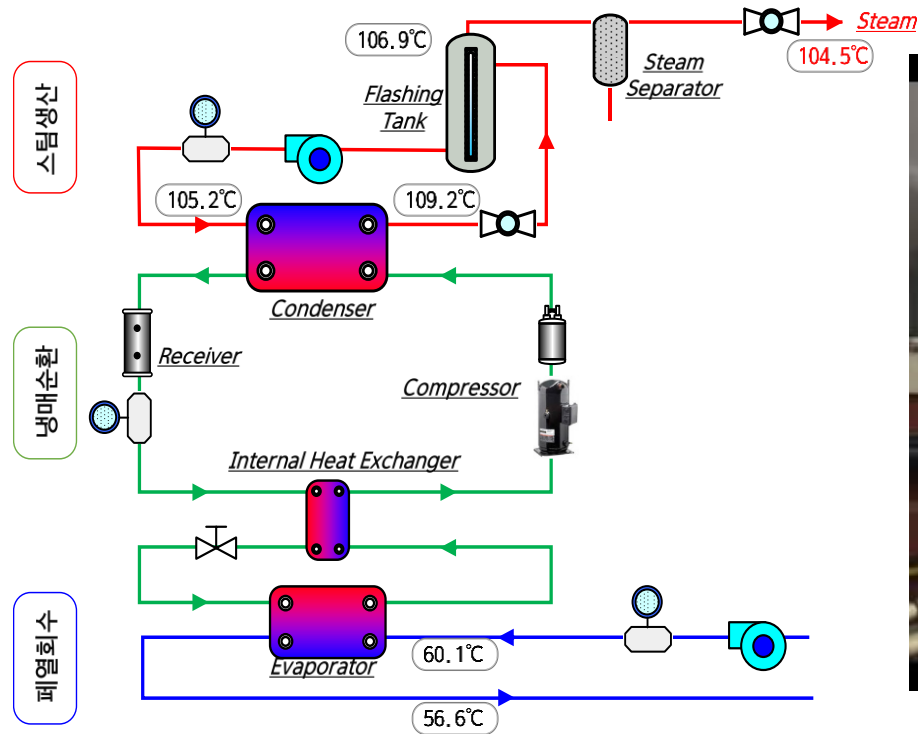 스팀생산
106.9℃
Flashing
Tank
Steam
Separator
Steam
104.5℃
105.2℃
109.2℃
Condenser
냉매순환
Receiver
Compressor
Internal Heat Exchanger
폐열회수
Evaporator
60.1℃
56.6℃